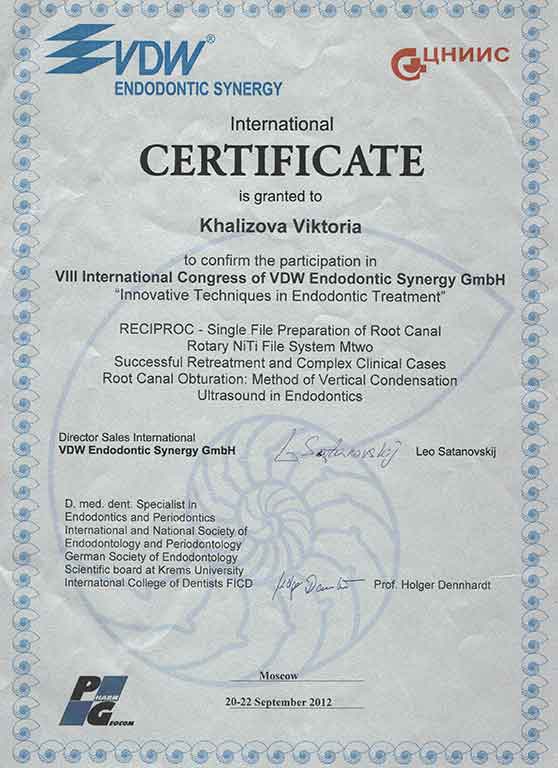 VDW®
ENDODONTIC SYNERGY
ЦНИИС
International
CERTIFICATE
is granted to
Khalizova Viktoria
to confirm the participation in
VIII International Congress of VDW Endodontic Synergy GmbH
“Innovative Techniques in Endodontic Treatment”
RECIPROC - Single File Preparation of Root Canal
Rotary NiTi File System Mtwo
Successful Retreatment and Complex Clinical Cases
Root Canal Obturation: Method of Vertical Condensation
Ultrasound in Endodontics
Director Sales International
VDW Endodontic Synergy GmbH
L Satanovskij
Leo Satanovskij
D. med. dent. Specialist in
Endodontics and Periodontics
International and National Society of
Endodontology and Periodontology
German Society of Endodontology
Scientific board at Krems University
International College of Dentists FICD
Prof. Holger Dennhardt
Moscow
20-22 September 2012
PHARM
GEOCOM